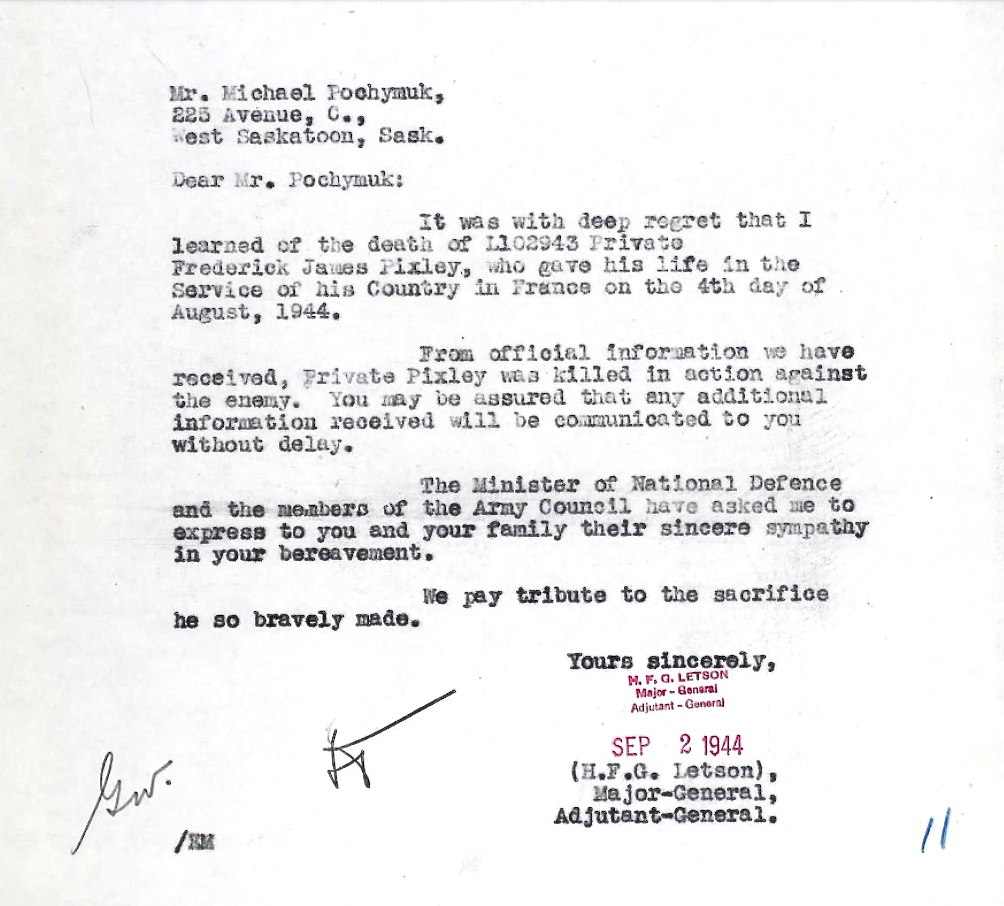 Mr. Michael Pochymuk,
225 Avenue, C.,
West Saskatoon, Sask.
Dear Mr. Pochymuk:
It was with deep regret that I
learned of the death of L102943 Private
Frederick James Pixley, who gave his life in the
Service of his Country in France on the 4th day of
August, 1944.
From official information we have
received, Private Pixley was killed in action against
the enemy. You may be assured that any additional
information received will be communicated to you
without delay.
The Minister of National Defence
and the members of the Army Council have asked me to
express to you and your family their sincere sympathy
in your bereavement.
We pay tribute to the sacrifice
he so bravely made.
Yours sincerely,
H. F. G. LETSON
Major - General
Adjutant - General
SEP 2 1944
(H.F.G. Letson),
Major-General,
Adjutant-General.
/EM
11